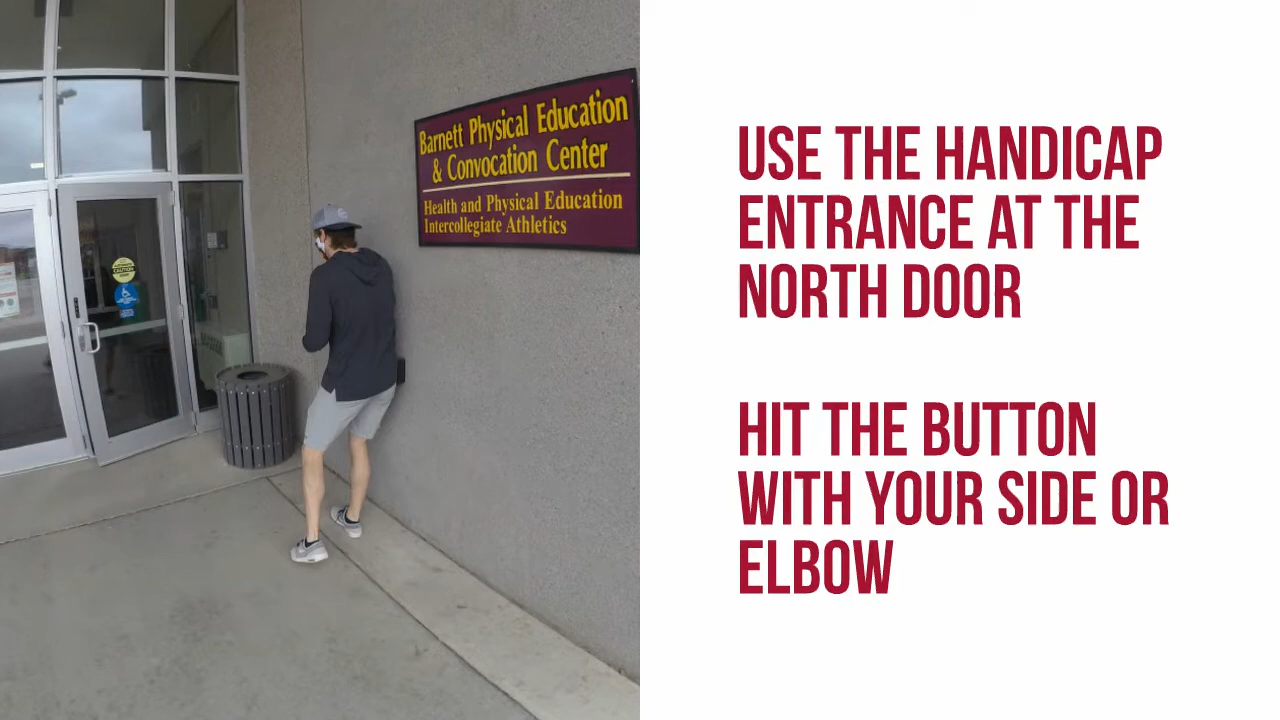 Barnett Physical Education
& Convocation Center
Health and Physical Education
Intercollegiate Athletics
CAUTION
USE THE HANDICAP
ENTRANCE AT THE
NORTH DOOR
HIT THE BUTTON
WITH YOUR SIDE OR
ELBOW